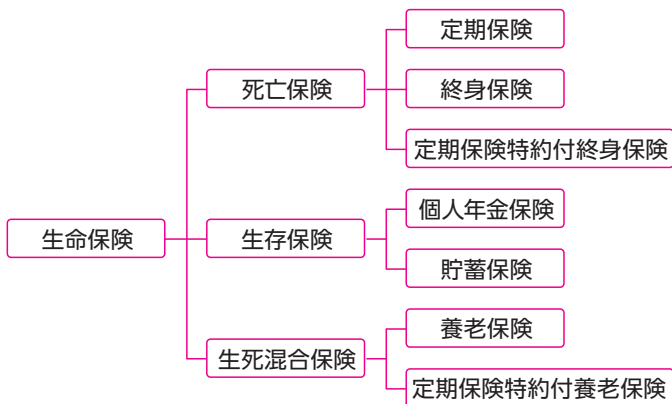 生命保険
死亡保険
定期保険
終身保険
定期保険特約付終身保険
生存保険
個人年金保険
貯蓄保険
生死混合保険
養老保険
定期保険特約付養老保険